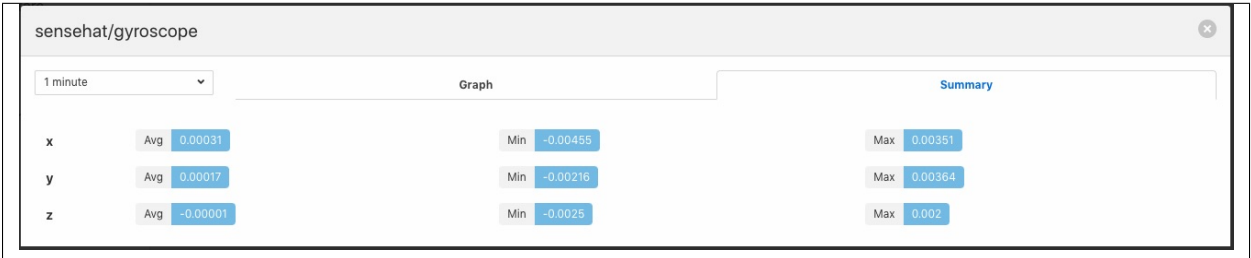 sensehat/gyroscope
1 minute Graph Summary
x Avg 0.00031 Min -0.00455 Max 0.00351
y Avg 0.00017 Min -0.00216 Max 0.00364
z Avg -0.00001 Min -0.0025 Max 0.002